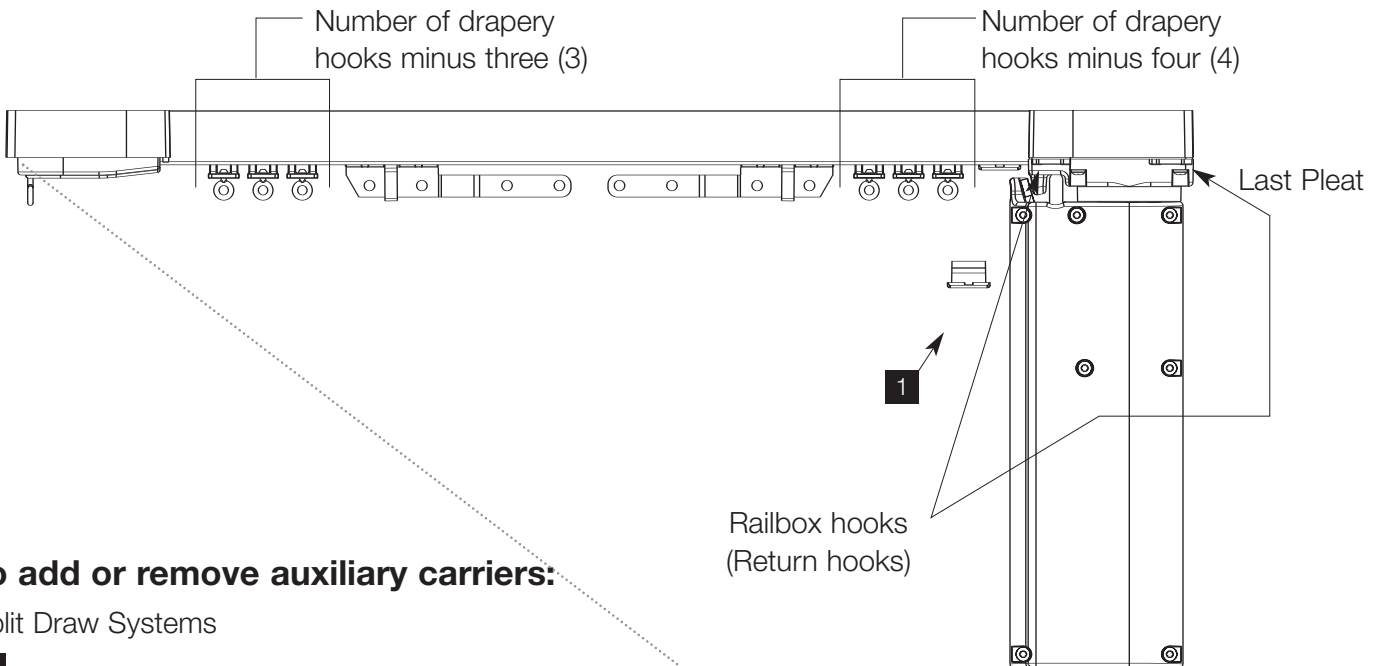 Number of drapery
hooks minus three (3)
Number of drapery
hooks minus four (4)
Last Pleat
1
Railbox hooks
(Return hooks)
o add or remove auxiliary carriers:
plit Draw Systems